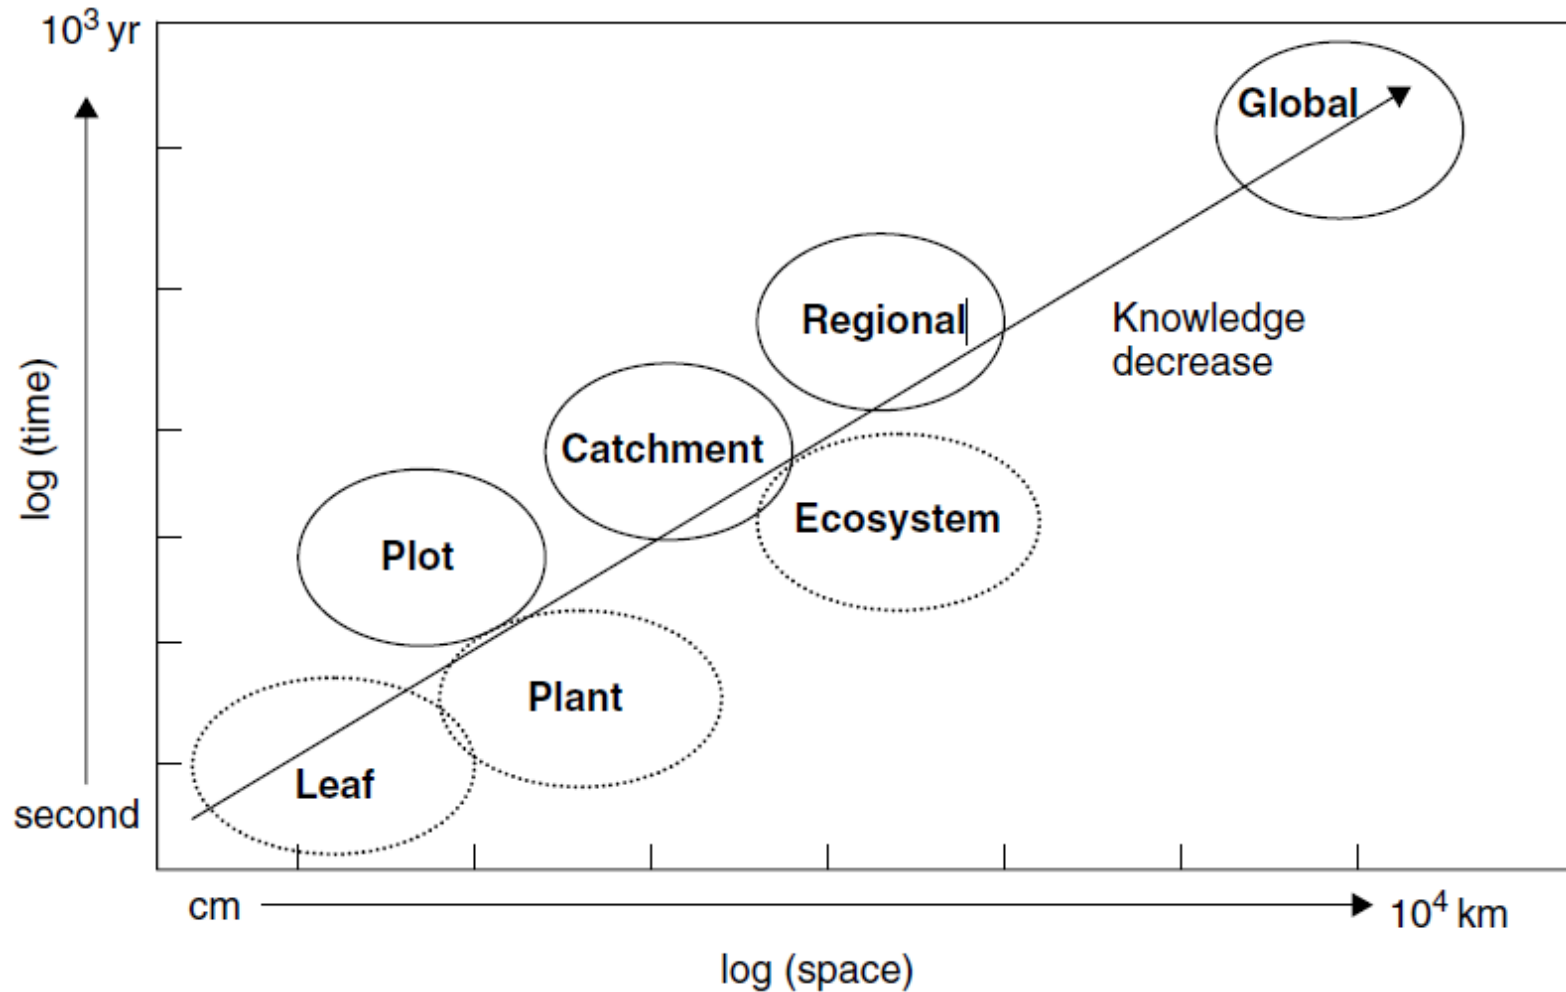 10³ yr
Global
Regional
Knowledge
decrease
Catchment
Ecosystem
Plot
Plant
Leaf
log (time)
second
cm
10⁴ km
log (space)